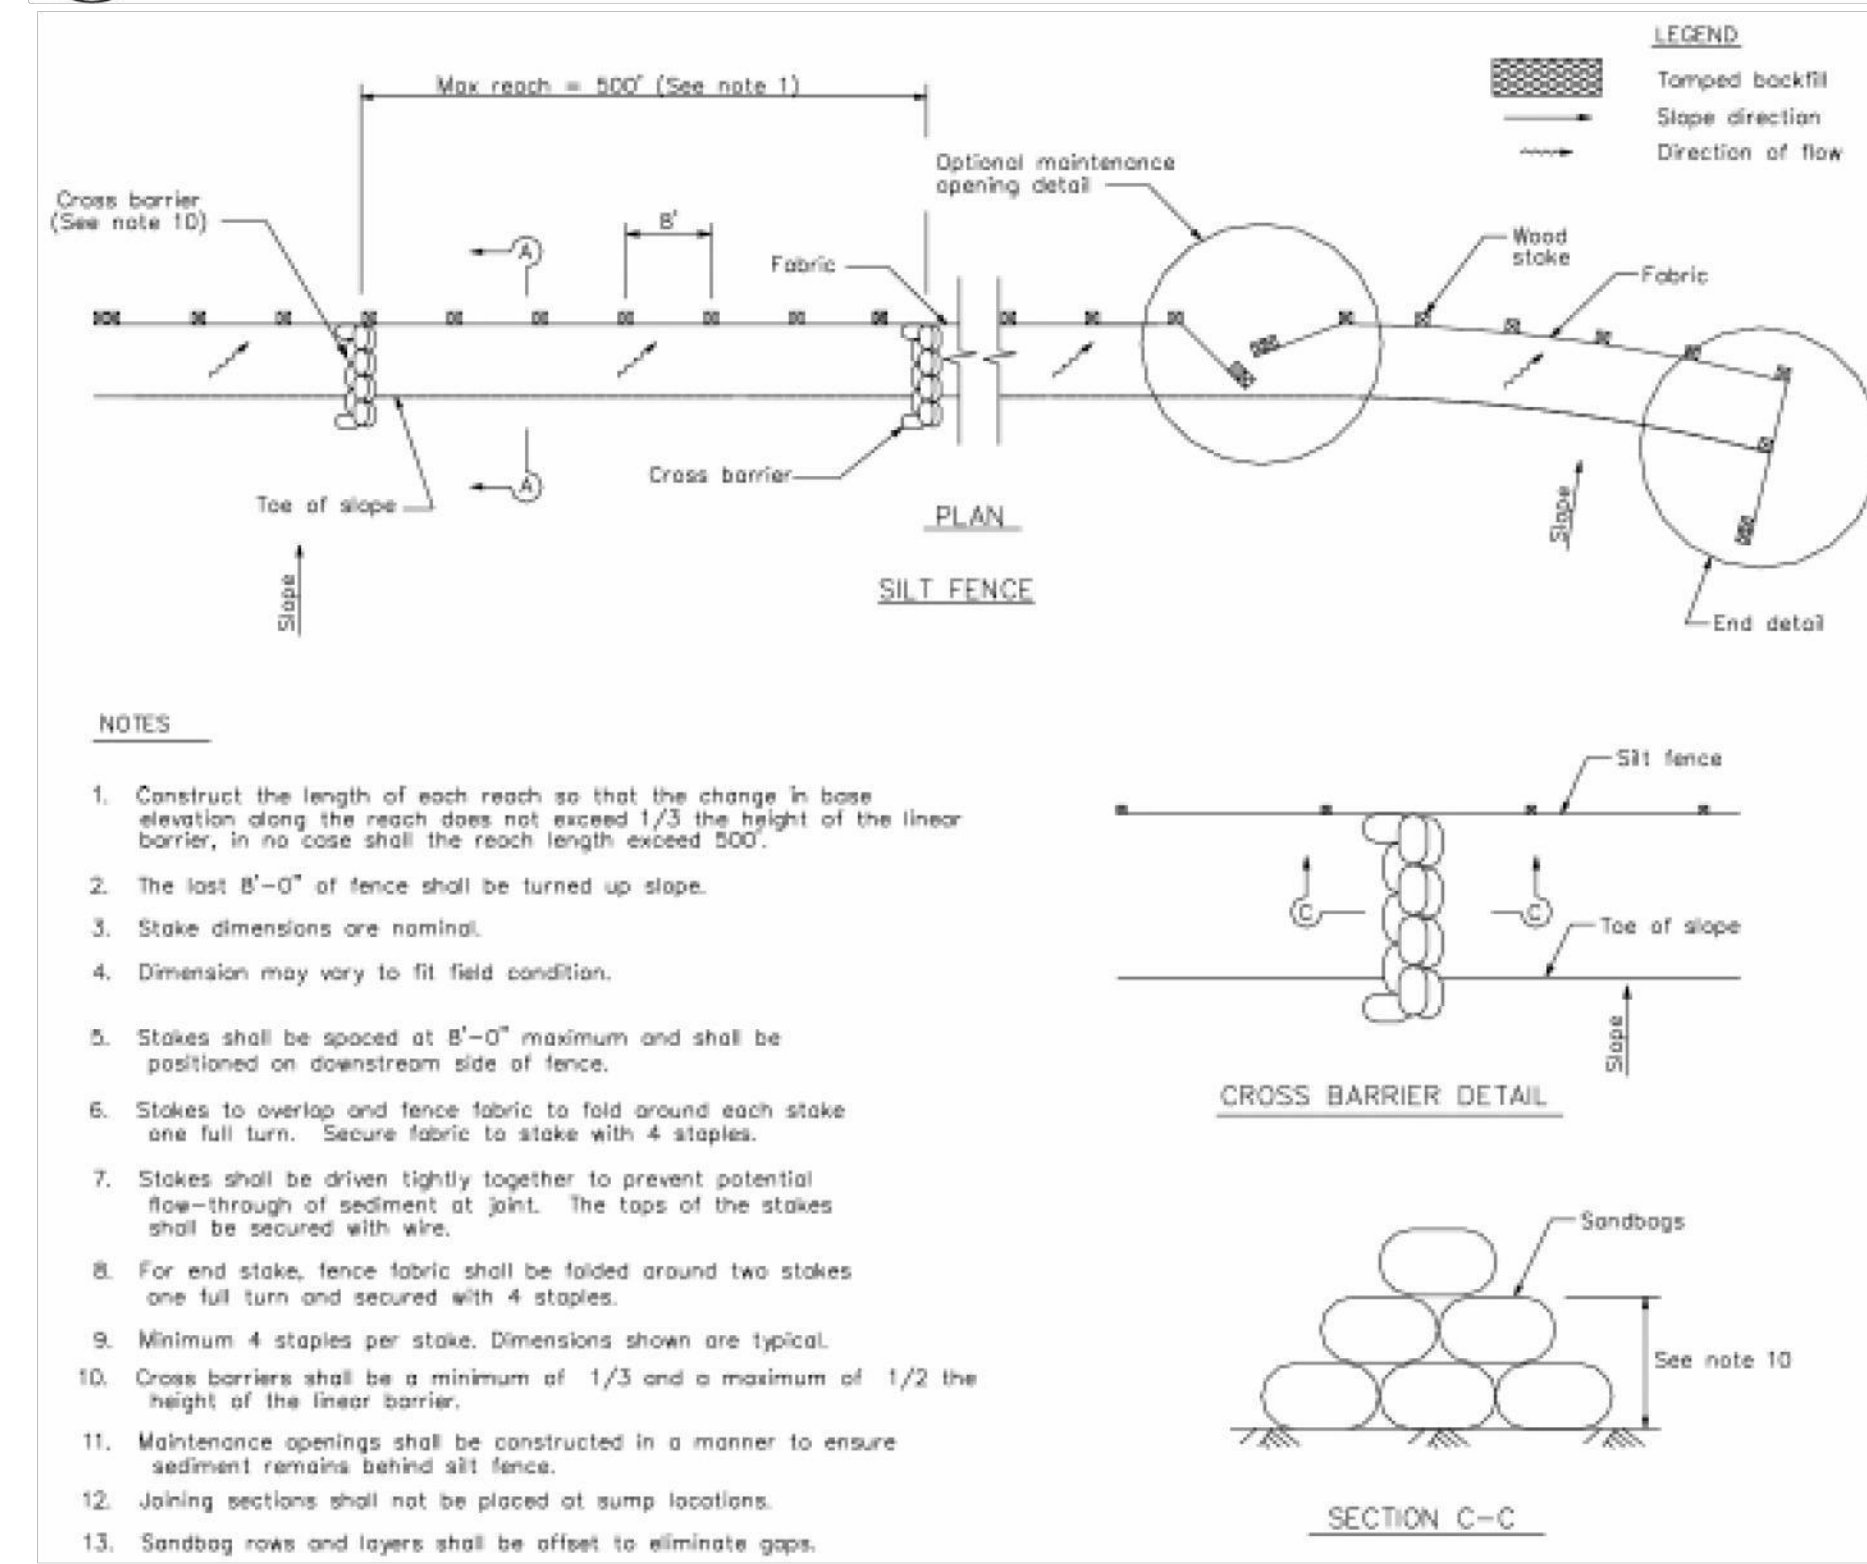 LEGEND
Tamped backfill
Slope direction
Direction of flow
Max reach = 500' (See note 1)
Optional maintenance
opening detail
Cross barrier
(See note 10)
A
8'
Fabric
Wood
stake
Fabric
Cross barrier
A
Toe of slope
PLAN
Slope
Slope
SILT FENCE
End detail
NOTES
1. Construct the length of each reach so that the change in base
elevation along the reach does not exceed 1/3 the height of the linear
barrier, in no case shall the reach length exceed 500'.
2. The last 8'-0" of fence shall be turned up slope.
3. Stake dimensions are nominal.
4. Dimension may vary to fit field condition.
5. Stakes shall be spaced at 8'-0" maximum and shall be
positioned on downstream side of fence.
6. Stakes to overlap and fence fabric to fold around each stake
one full turn. Secure fabric to stake with 4 staples.
7. Stakes shall be driven tightly together to prevent potential
flow-through of sediment at joint. The tops of the stakes
shall be secured with wire.
8. For end stake, fence fabric shall be folded around two stakes
one full turn and secured with 4 staples.
9. Minimum 4 staples per stake. Dimensions shown are typical.
10. Cross barriers shall be a minimum of 1/3 and a maximum of 1/2 the
height of the linear barrier.
11. Maintenance openings shall be constructed in a manner to ensure
sediment remains behind silt fence.
12. Joining sections shall not be placed at sump locations.
13. Sandbag rows and layers shall be offset to eliminate gaps.
Silt fence
C
C
Toe of slope
Slope
CROSS BARRIER DETAIL
Sandbags
See note 10
SECTION C-C